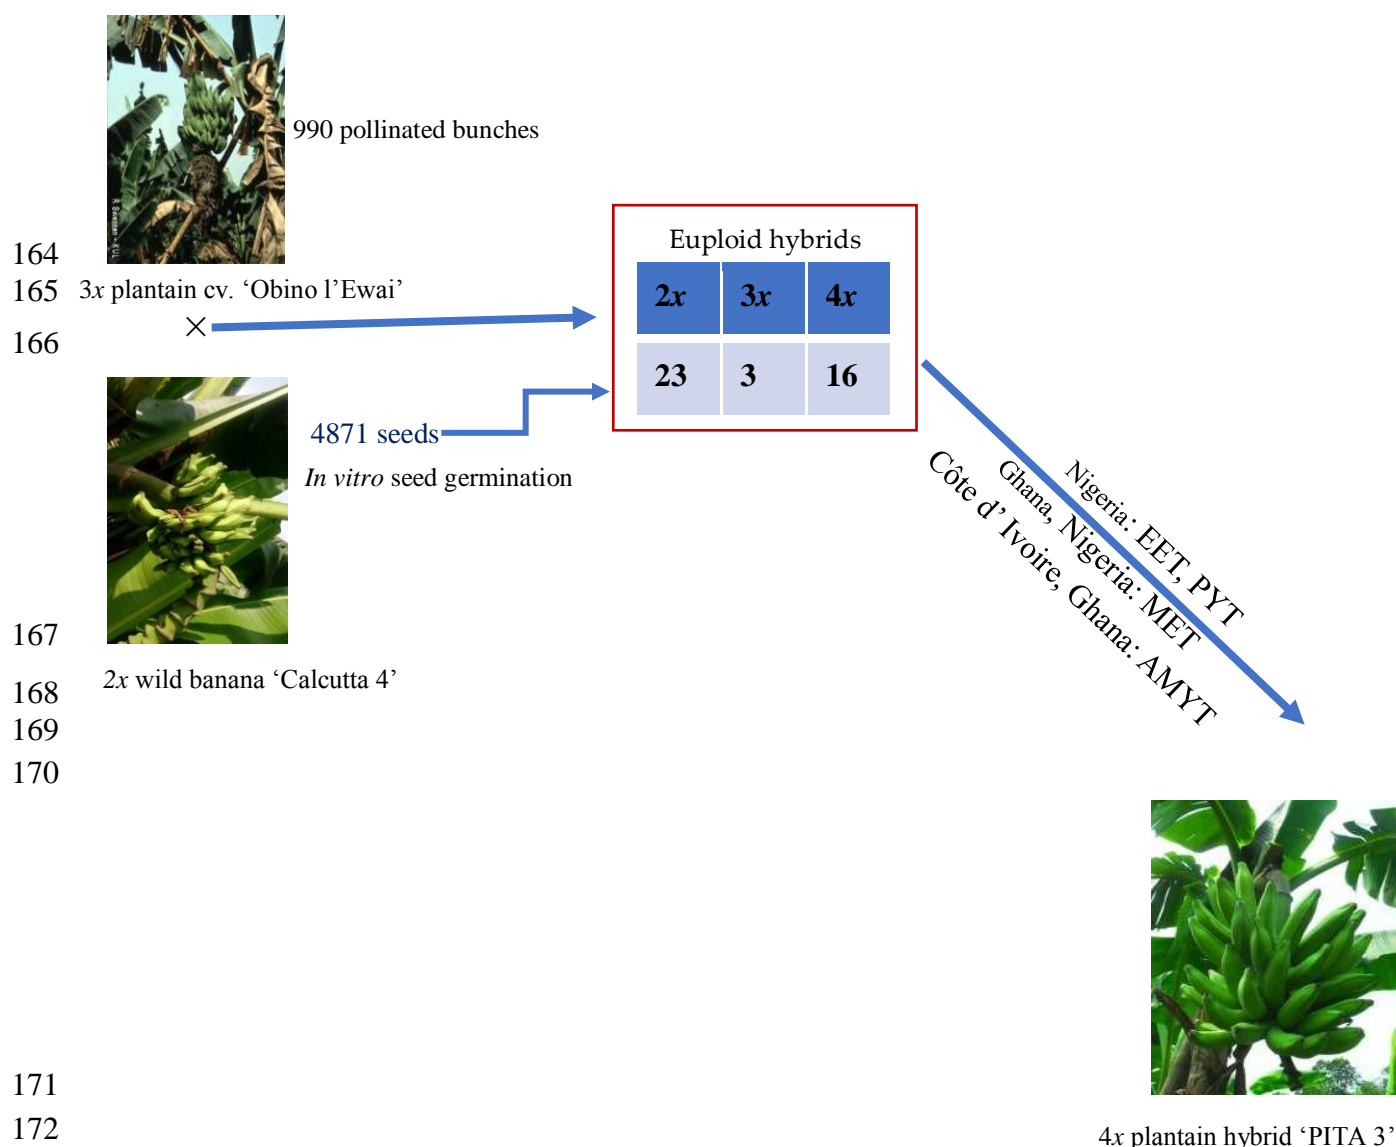 990 pollinated bunches
164
165 3x plantain cv. ‘Obino l’Ewai’
166 ×
Euploid hybrids
2x 3x 4x
23 3 16
4871 seeds
In vitro seed germination
Nigeria: EET, PYT
Ghana, Nigeria: MET
Côte d’ Ivoire, Ghana: AMYT
167
2x wild banana ‘Calcutta 4’
168
169
170
171
172
4x plantain hybrid ‘PITA 3’